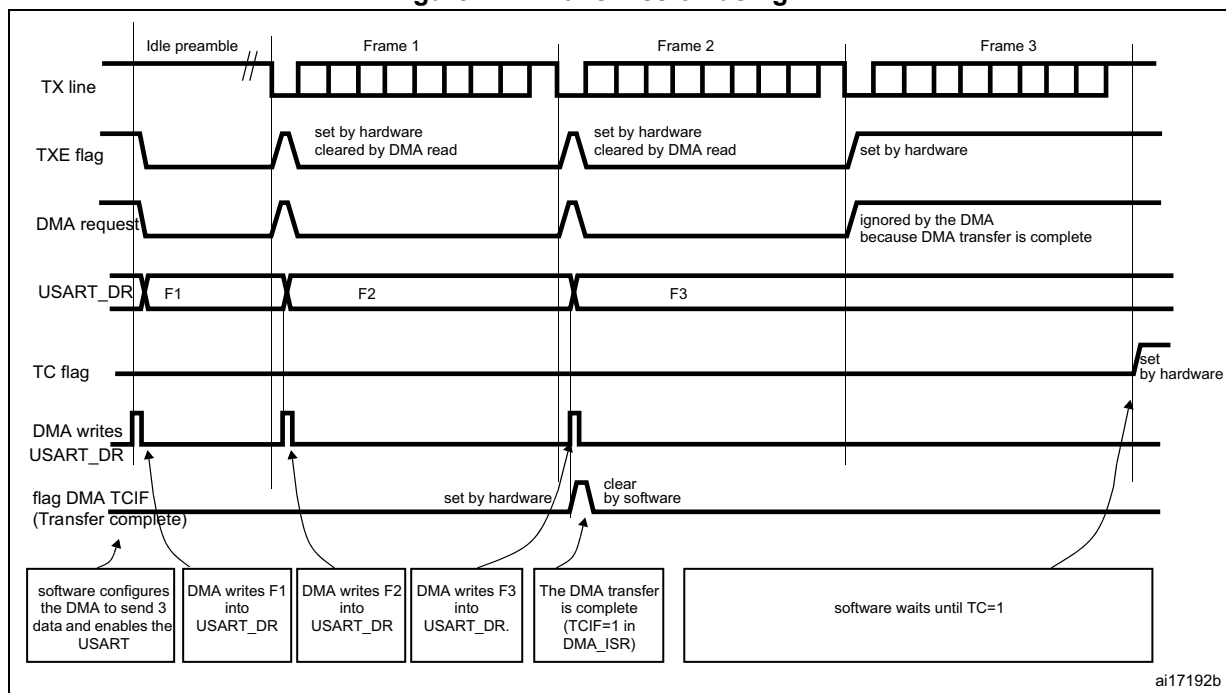 Idle preamble
Frame 1
Frame 2
Frame 3
TX line
TXE flag
set by hardware
cleared by DMA read
set by hardware
cleared by DMA read
set by hardware
DMA request
ignored by the DMA
because DMA transfer is complete
USART_DR
F1
F2
F3
TC flag
set
by hardware
DMA writes
USART_DR
flag DMA TCIF
(Transfer complete)
set by hardware
clear
by software
software configures
the DMA to send 3
data and enables the
USART
DMA writes F1
into
USART_DR
DMA writes F2
into
USART_DR
DMA writes F3
into
USART_DR.
The DMA transfer
is complete
(TCIF=1 in
DMA_ISR)
software waits until TC=1
ai17192b